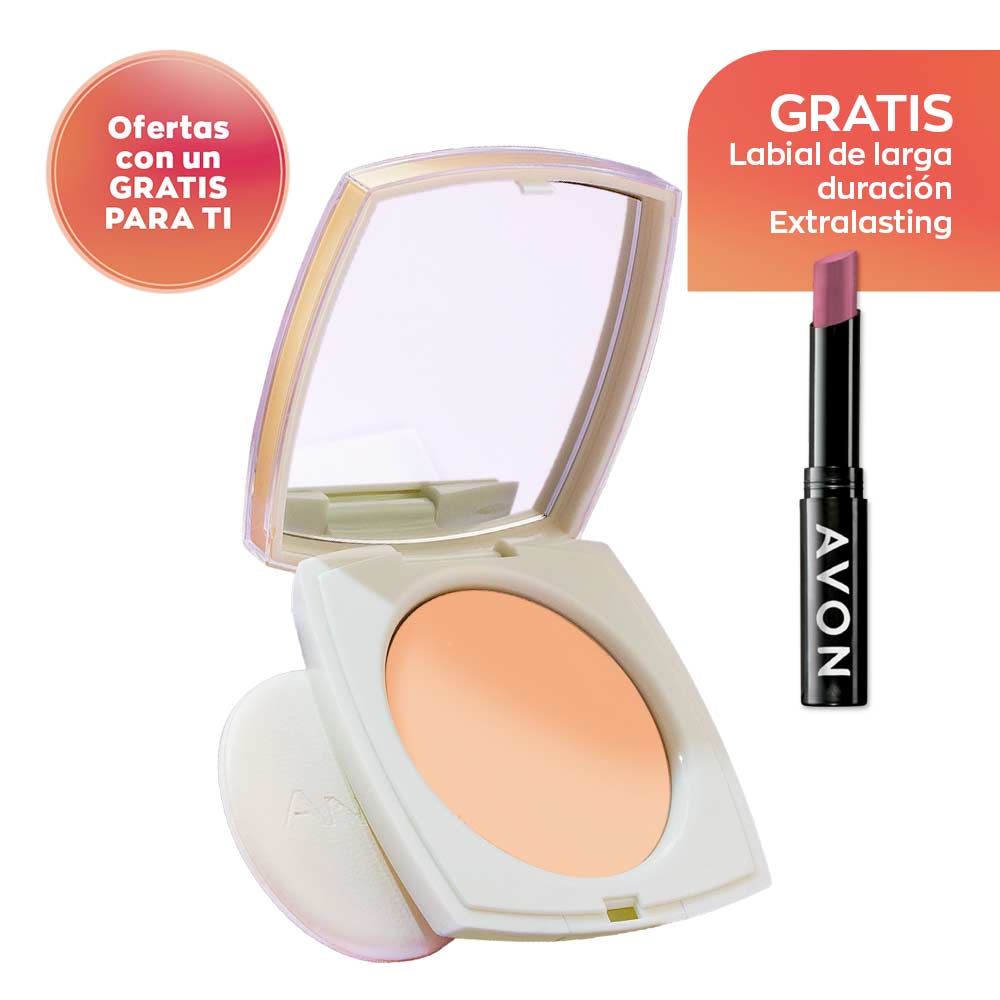 Ofertas
con un
GRATIS
PARA TI
GRATIS
Labial de larga
duración
Extralasting
AVON